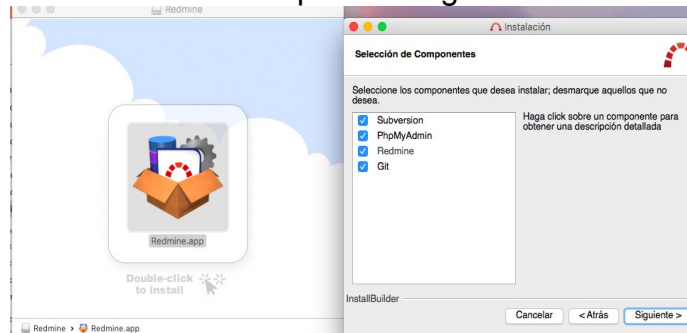 Redmine
Redmine.app
Double-click
to install
Redmine › Redmine.app
Instalación
Selección de Componentes
Seleccione los componentes que desea instalar; desmarque aquellos que no
desea.
Subversion
PhpMyAdmin
Redmine
Git
Haga click sobre un componente para
obtener una descripción detallada
InstallBuilder
Cancelar
< Atrás
Siguiente >